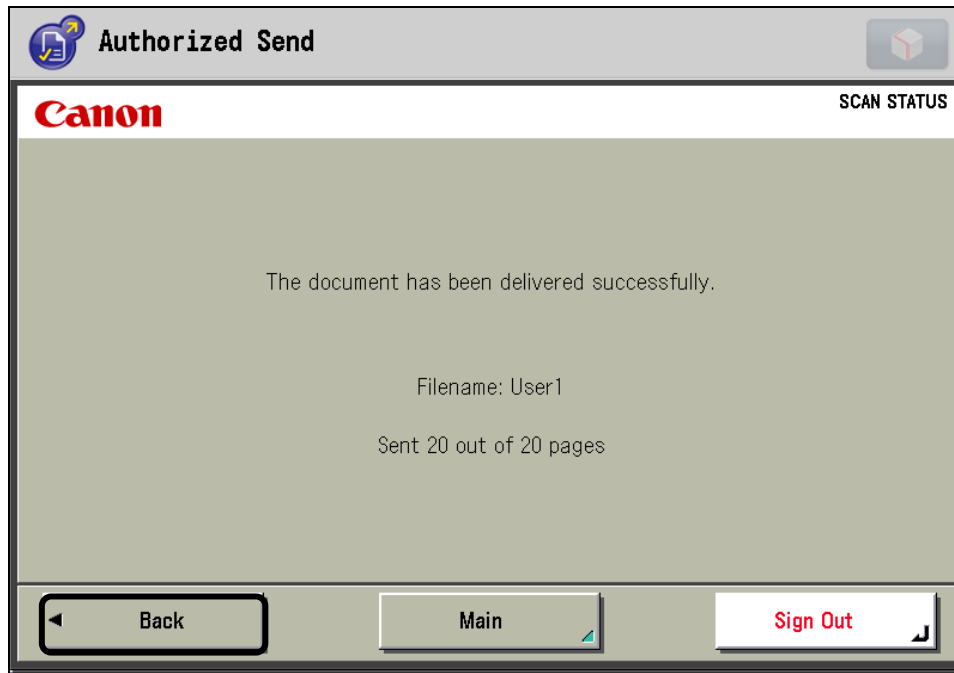 Authorized Send
Canon
SCAN STATUS
The document has been delivered successfully.
Filename: User1
Sent 20 out of 20 pages
Back
Main
Sign Out